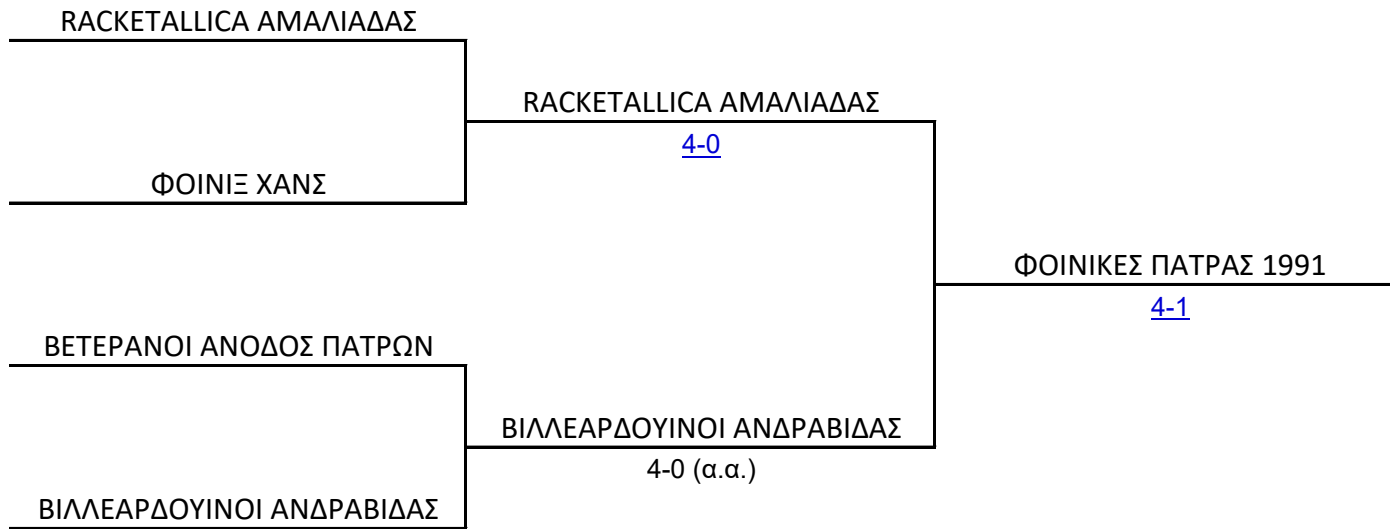 RACKETALLICA ΑΜΑΛΙΑΔΑΣ
RACKETALLICA ΑΜΑΛΙΑΔΑΣ
4-0
ΦΟΙΝΙΞ ΧΑΝΣ
ΦΟΙΝΙΚΕΣ ΠΑΤΡΑΣ 1991
4-1
ΒΕΤΕΡΑΝΟΙ ΑΝΟΔΟΣ ΠΑΤΡΩΝ
ΒΙΛΛΕΑΡΔΟΥΙΝΟΙ ΑΝΔΡΑΒΙΔΑΣ
4-0 (α.α.)
ΒΙΛΛΕΑΡΔΟΥΙΝΟΙ ΑΝΔΡΑΒΙΔΑΣ